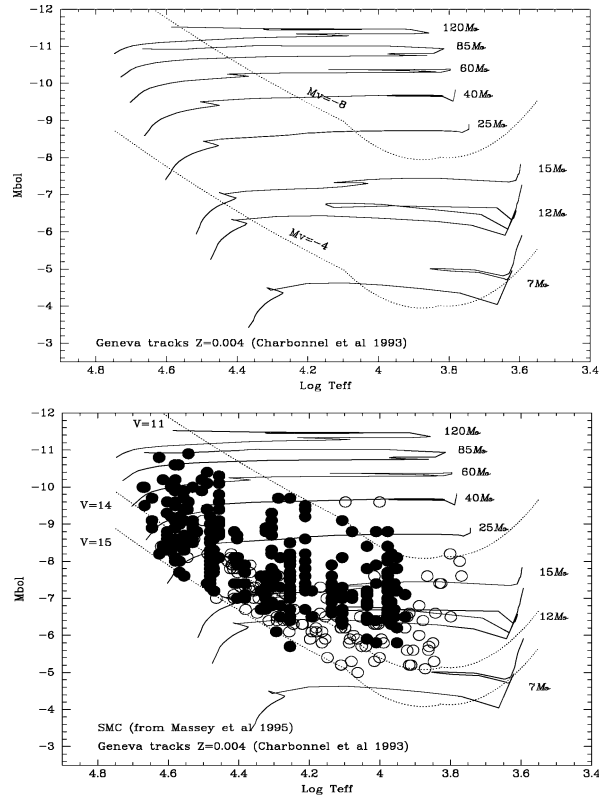 -12
120M⊙
-11
85M⊙
-10
60M⊙
Mv=-8
40M⊙
-9
25M⊙
-8
15M⊙
-7
12M⊙
-6
Mv=-4
-5
7M⊙
-4
-3
Mbol
Geneva tracks Z=0.004 (Charbonnel et al 1993)
4.8 4.6 4.4 4.2 4 3.8 3.6 3.4
Log Teff
-12
V=11
120M⊙
-11
85M⊙
-10
60M⊙
V=14
40M⊙
-9
25M⊙
V=15
-8
15M⊙
-7
12M⊙
-6
-5
7M⊙
-4
-3
Mbol
SMC (from Massey et al 1995)
Geneva tracks Z=0.004 (Charbonnel et al 1993)
4.8 4.6 4.4 4.2 4 3.8 3.6 3.4
Log Teff